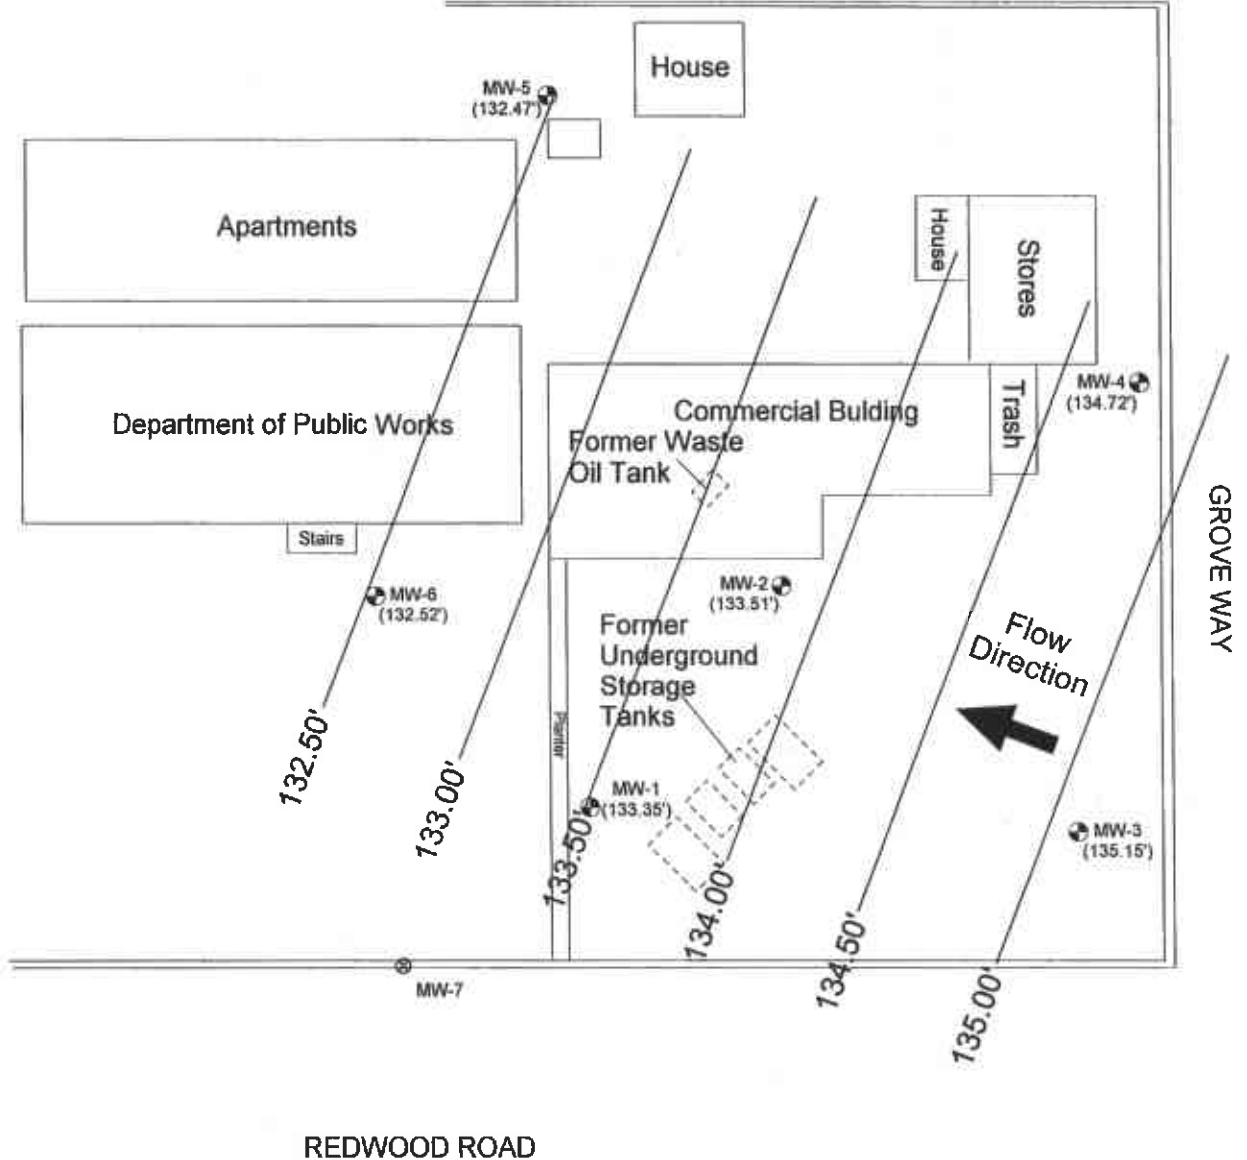 House
MW-5
(132.47')
Apartments
House
Stores
MW-4
(134.72')
Trash
Commercial Bulding
Former Waste
Oil Tank
Department of Public Works
Stairs
GROVE WAY
MW-6
(132.52')
MW-2
(133.51')
Former
Underground
Storage
Tanks
Flow
Direction
Planter
132.50'
133.00'
MW-1
(133.35')
133.50'
134.00'
134.50'
135.00'
MW-3
(135.15')
MW-7
REDWOOD ROAD